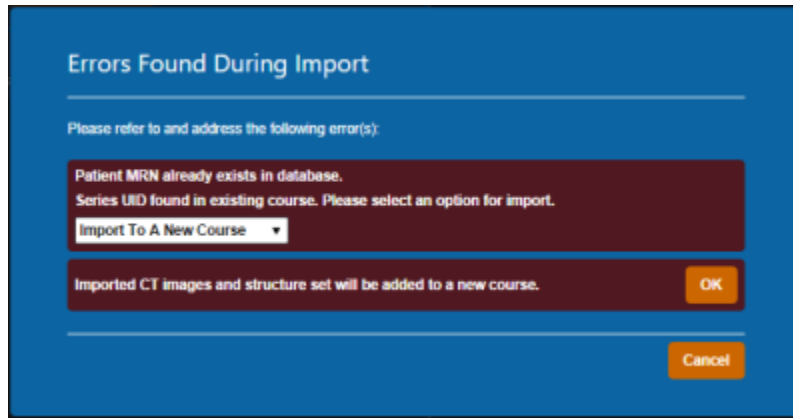 Errors Found During Import
Please refer to and address the following error(s):
Patient MRN already exists in database.
Series UID found in existing course. Please select an option for import.
Import To A New Course
Imported CT images and structure set will be added to a new course.
OK
Cancel